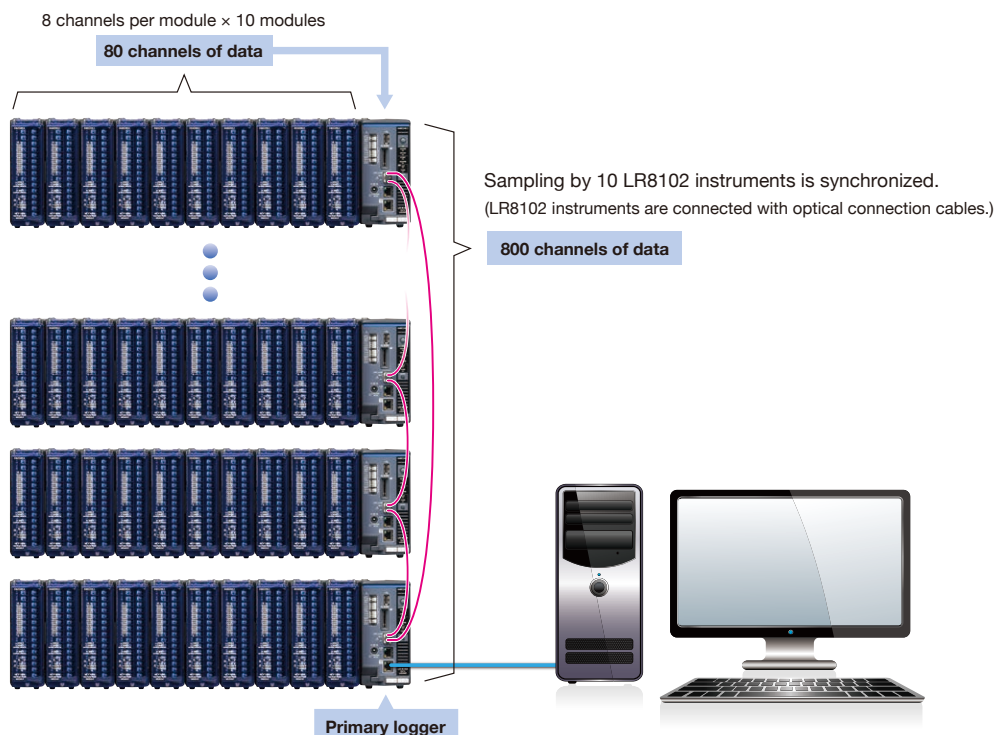 8 channels per module × 10 modules
80 channels of data
Sampling by 10 LR8102 instruments is synchronized.
(LR8102 instruments are connected with optical connection cables.)
800 channels of data
Primary logger